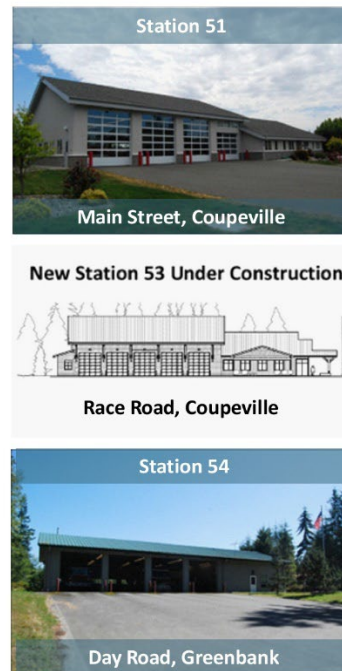 Station 51
Main Street, Coupeville
New Station 53 Under Construction
Race Road, Coupeville
Station 54
Day Road, Greenbank